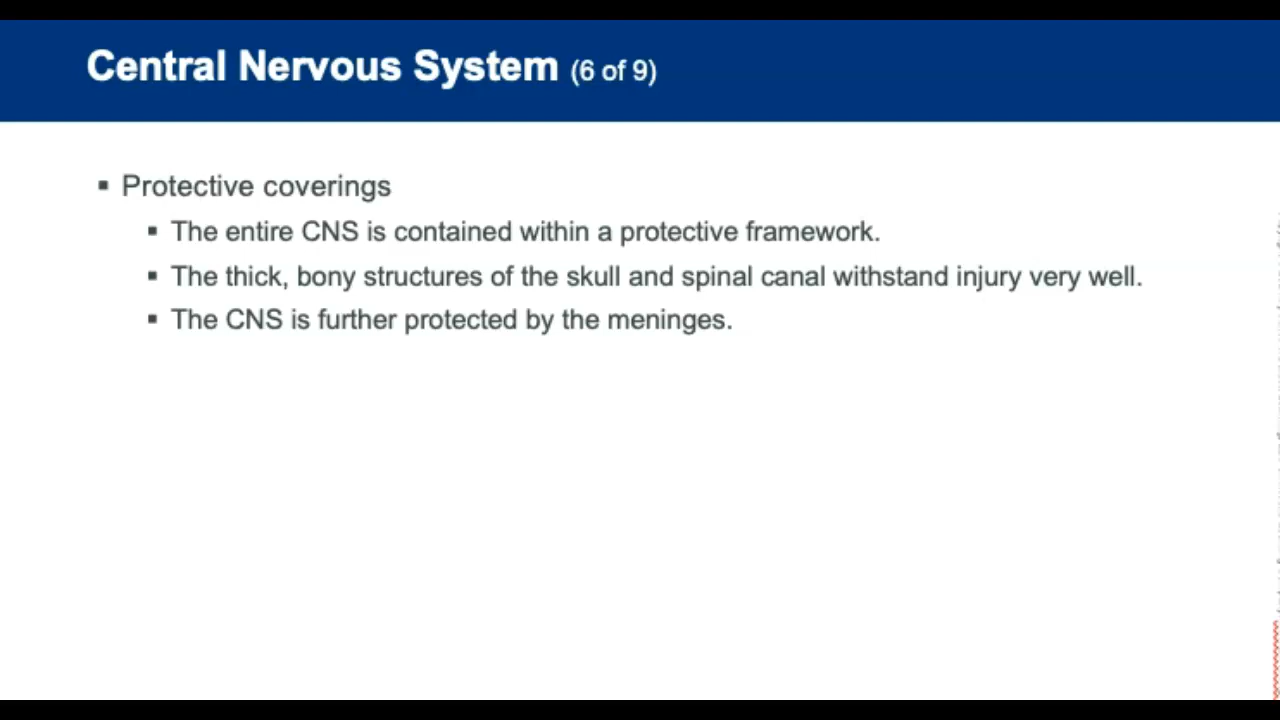 Central Nervous System (6 of 9)
▪ Protective coverings
▪ The entire CNS is contained within a protective framework.
▪ The thick, bony structures of the skull and spinal canal withstand injury very well.
▪ The CNS is further protected by the meninges.